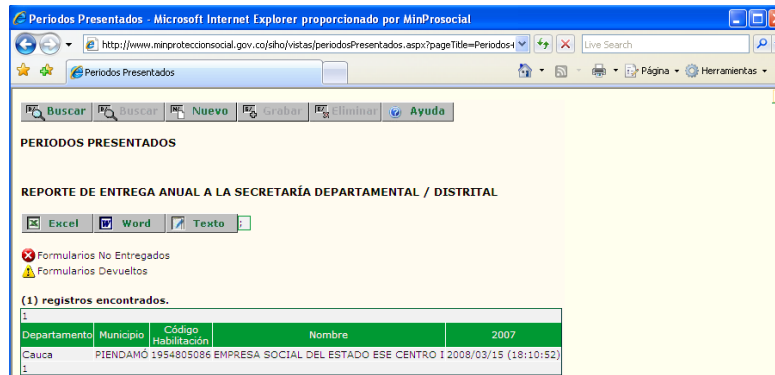 Periodos Presentados - Microsoft Internet Explorer proporcionado por MinProsocial
http://www.minproteccionsocial.gov.co/siho/vistas/periodosPresentados.aspx?pageTitle=Periodos
Live Search
Periodos Presentados
Página
Herramientas
Buscar Buscar Nuevo Grabar Eliminar Ayuda
PERIODOS PRESENTADOS
REPORTE DE ENTREGA ANUAL A LA SECRETARÍA DEPARTAMENTAL / DISTRITAL
Excel Word Texto :
Formularios No Entregados
Formularios Devueltos
(1) registros encontrados.
1
Departamento Municipio Código Habilitación Nombre 2007
Cauca PIENDAMÓ 1954805086 EMPRESA SOCIAL DEL ESTADO ESE CENTRO I 2008/03/15 (18:10:52)
1